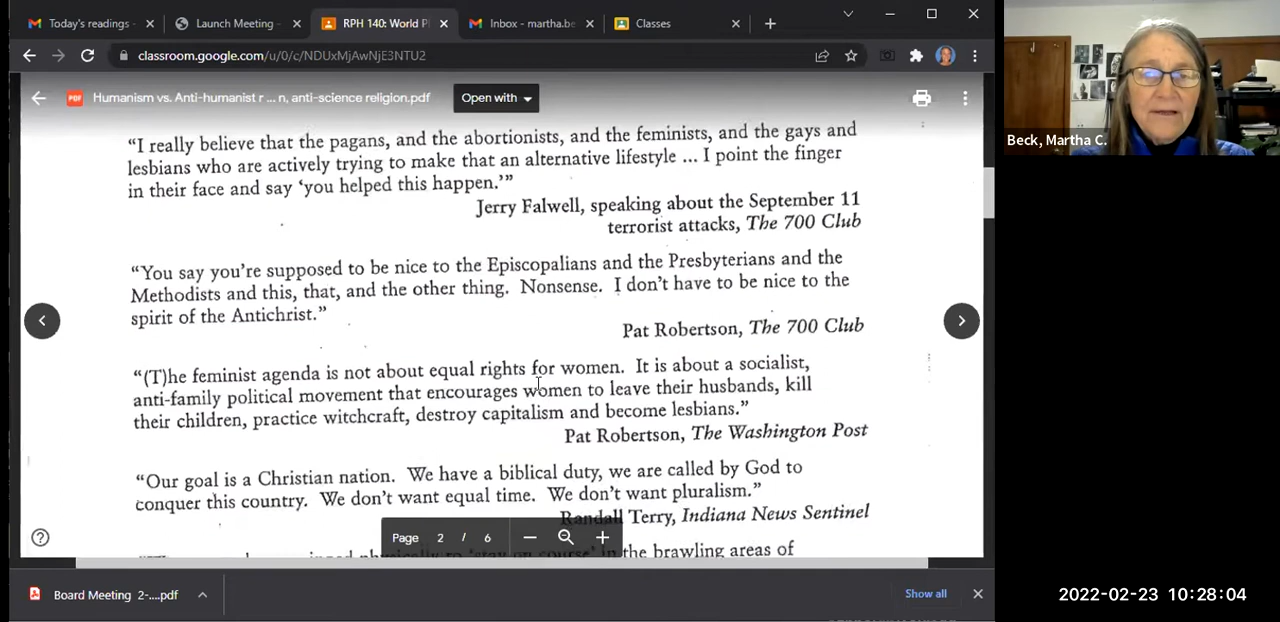 Today's readings -
Launch Meeting -
RPH 140: World P
Inbox - martha.be
Classes
classroom.google.com/u/0/c/NDUxMjAwNjE3NTU2
PDF
Humanism vs. Anti-humanist r ... n, anti-science religion.pdf
Open with
Beck, Martha C.
“I really believe that the pagans, and the abortionists, and the feminists, and the gays and
lesbians who are actively trying to make that an alternative lifestyle ... I point the finger
in their face and say ‘you helped this happen.’”
Jerry Falwell, speaking about the September 11
terrorist attacks, The 700 Club
“You say you’re supposed to be nice to the Episcopalians and the Presbyterians and the
Methodists and this, that, and the other thing. Nonsense. I don’t have to be nice to the
spirit of the Antichrist.”
Pat Robertson, The 700 Club
“(T)he feminist agenda is not about equal rights for women. It is about a socialist,
anti-family political movement that encourages women to leave their husbands, kill
their children, practice witchcraft, destroy capitalism and become lesbians.”
Pat Robertson, The Washington Post
“Our goal is a Christian nation. We have a biblical duty, we are called by God to
conquer this country. We don’t want equal time. We don’t want pluralism.”
Randall Terry, Indiana News Sentinel
Page 2 / 6
physically to ‘stay on course’ in the brawling areas of
Board Meeting 2-....pdf
Show all
2022-02-23 10:28:04